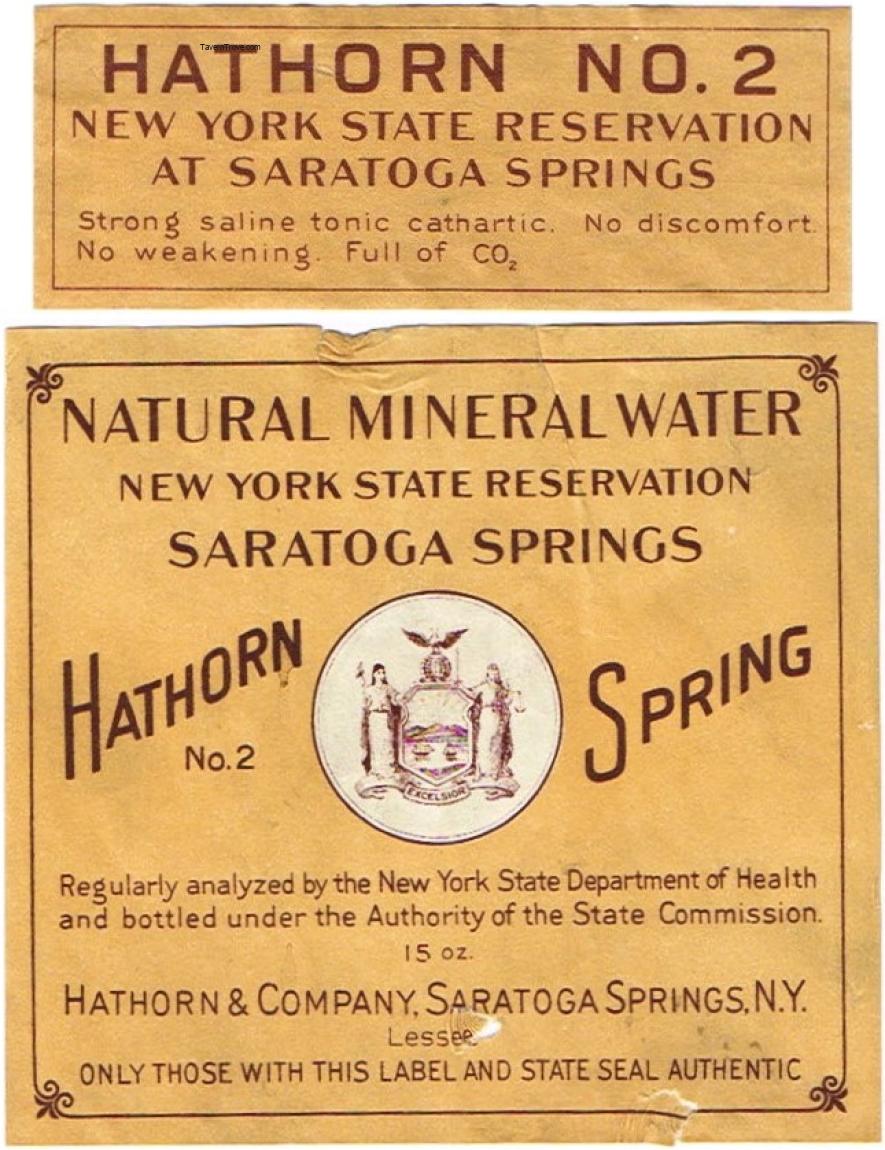 TavernTrove.com
HATHORN NO. 2
NEW YORK STATE RESERVATION
AT SARATOGA SPRINGS
Strong saline tonic cathartic. No discomfort.
No weakening. Full of CO₂
NATURAL MINERAL WATER
NEW YORK STATE RESERVATION
SARATOGA SPRINGS
HATHORN SPRING
No. 2
EXCELSIOR
Regularly analyzed by the New York State Department of Health
and bottled under the Authority of the State Commission.
15 oz.
HATHORN & COMPANY, SARATOGA SPRINGS, N.Y.
Lessee
ONLY THOSE WITH THIS LABEL AND STATE SEAL AUTHENTIC